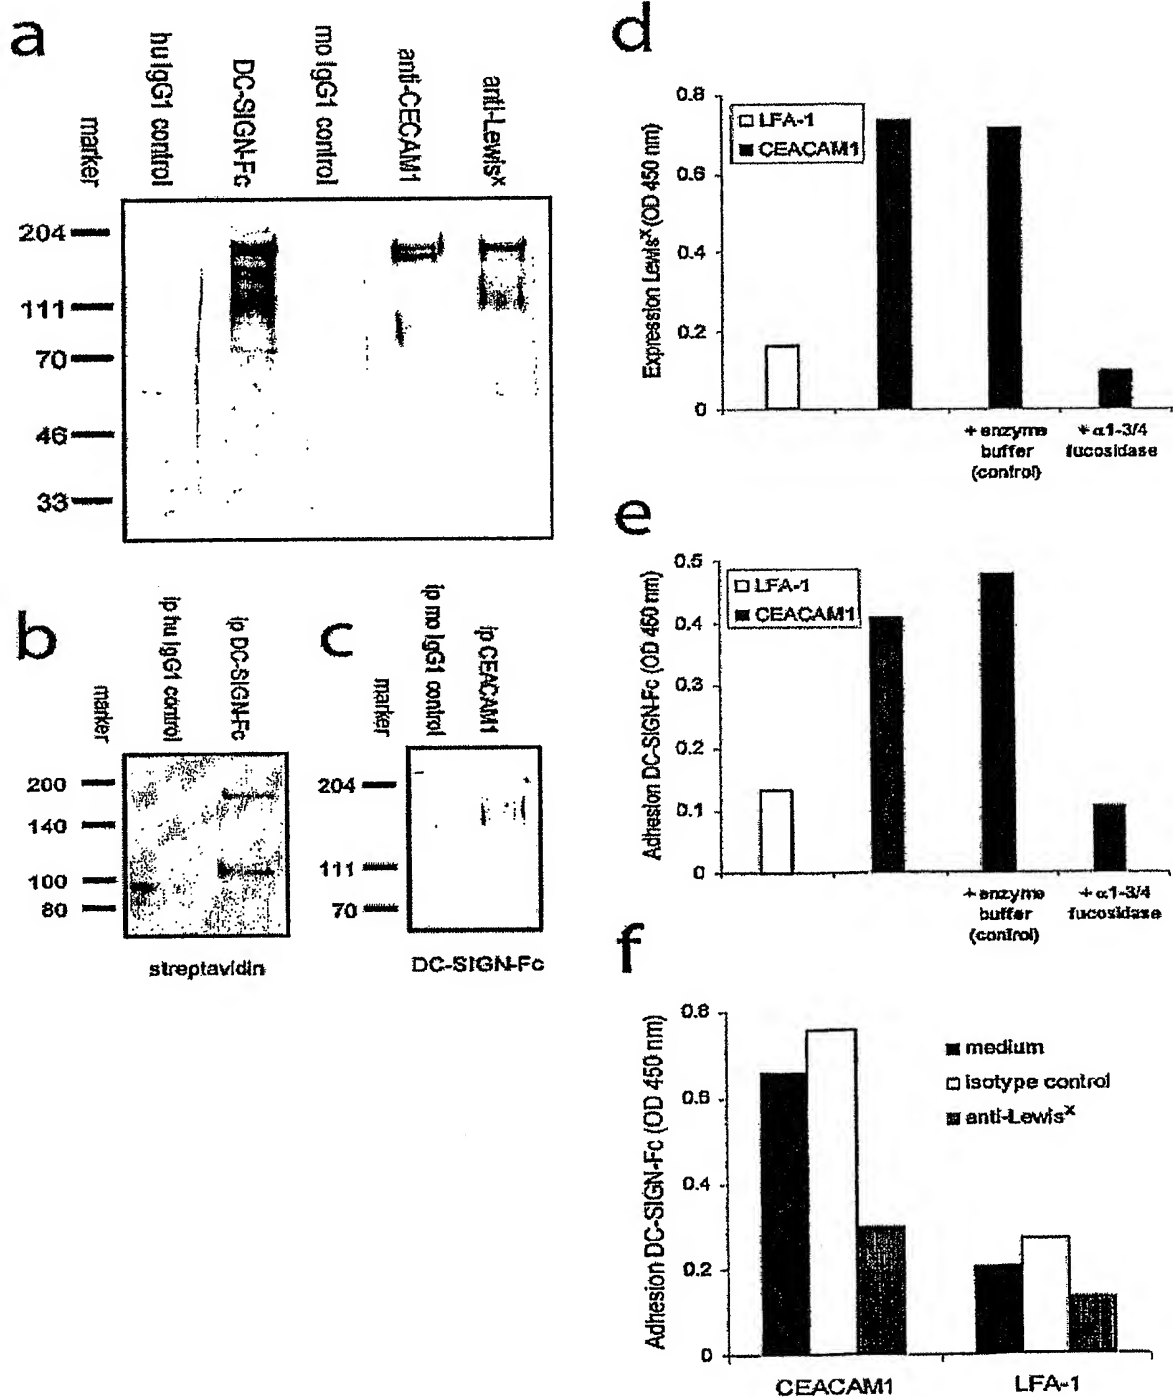 a
marker
hu IgG1 control
DC-SIGN-Fc
mo IgG1 control
anti-CECAM1
anti-Lewisˣ
204
111
70
46
33
b
marker
ip hu IgG1 control
ip DC-SIGN-Fc
200
140
100
80
streptavidin
c
marker
ip mo IgG1 control
ip CEACAM1
204
111
70
DC-SIGN-Fc
d
Expression Lewisˣ (OD 450 nm)
0.8
0.6
0.4
0.2
0
LFA-1
CEACAM1
+ enzyme
buffer
(control)
+ α1-3/4
fucosidase
e
Adhesion DC-SIGN-Fc (OD 450 nm)
0.5
0.4
0.3
0.2
0.1
0
LFA-1
CEACAM1
+ enzyme
buffer
(control)
+ α1-3/4
fucosidase
f
Adhesion DC-SIGN-Fc (OD 450 nm)
0.8
0.6
0.4
0.2
0
medium
isotype control
anti-Lewisˣ
CEACAM1
LFA-1